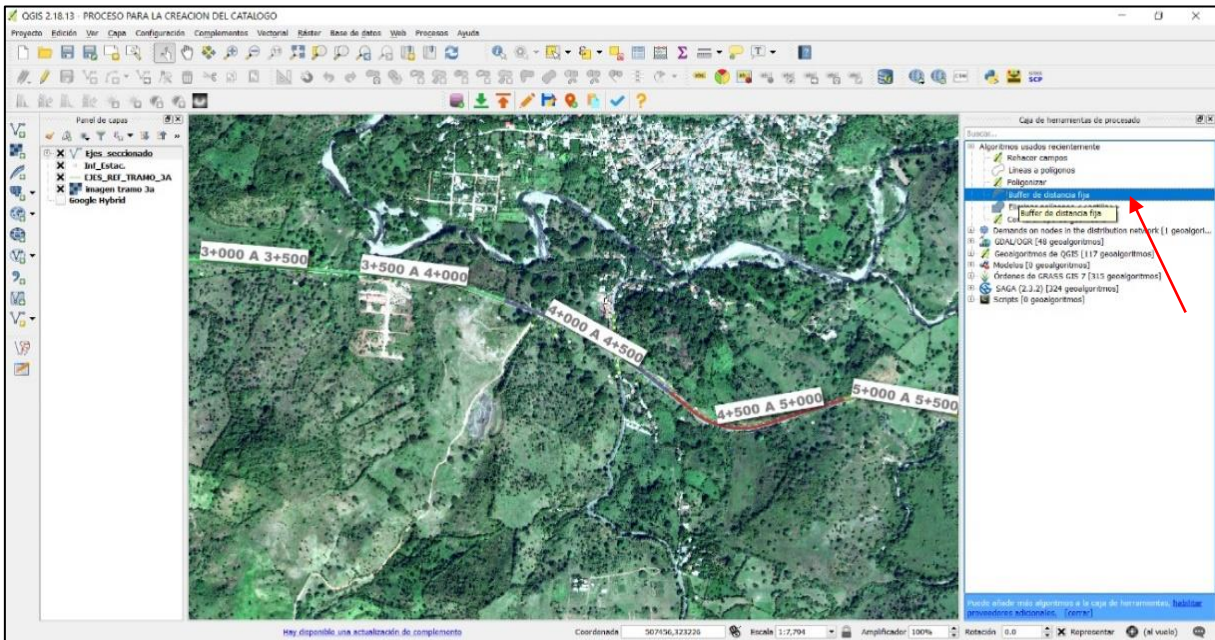 QGIS 2.18.13 - PROCESO PARA LA CREACION DEL CATALOGO
Proyecto Edición Ver Capa Configuración Complementos Vectorial Ráster Base de datos Web Procesos Ayuda
Panel de capas
Ejes_seccionado
Inf_Estac.
EJES_REF_TRAMO_3A
imagen tramo 3a
Google Hybrid
3+000 A 3+500
3+500 A 4+000
4+000 A 4+500
4+500 A 5+000
5+000 A 5+500
Caja de herramientas de procesado
Buscar...
Algoritmos usados recientemente
Rehacer campos
Líneas a polígonos
Poligonizar
Buffer de distancia fija
Buffer de distancia fija
Demands on nodes in the distribution network [1 geoalgori...
GDAL/OGR [48 geoalgoritmos]
Geoalgoritmos de QGIS [117 geoalgoritmos]
Modelos [0 geoalgoritmos]
Órdenes de GRASS GIS 7 [315 geoalgoritmos]
SAGA (2.3.2) [324 geoalgoritmos]
Scripts [0 geoalgoritmos]
Puede añadir más algoritmos a la caja de herramientas, habilitar
proveedores adicionales. [cerrar]
Hay disponible una actualización de complemento
Coordenada 507456,323226 Escala 1:7,794 Amplificador 100% Rotación 0.0 Representar (al vuelo)